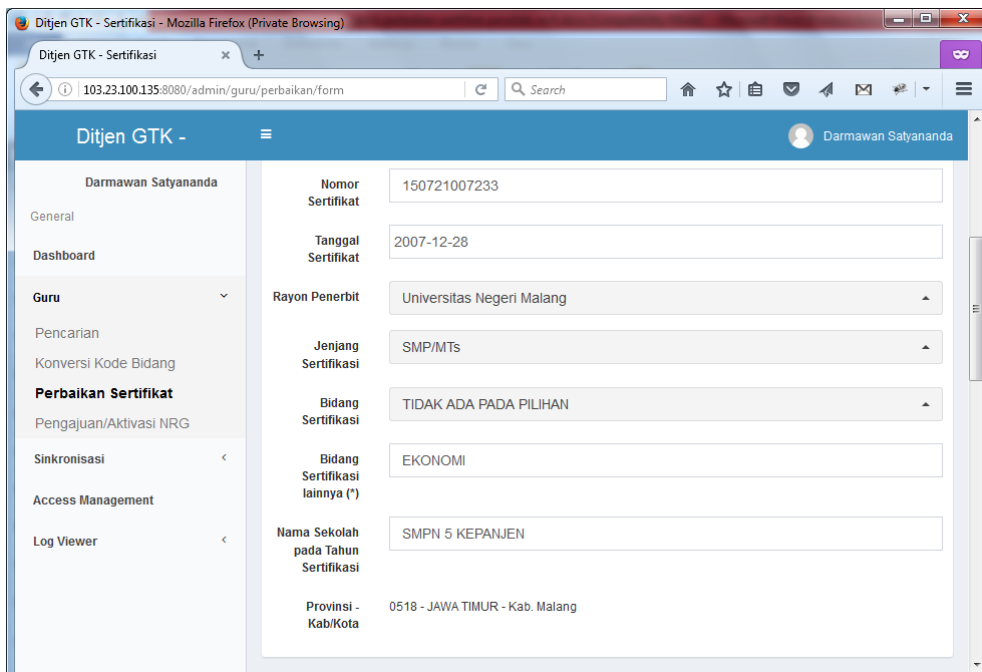 Ditjen GTK - Sertifikasi - Mozilla Firefox (Private Browsing)
Ditjen GTK - Sertifikasi
103.23.100.135:8080/admin/guru/perbaikan/form
Search
Ditjen GTK -
Darmawan Satyananda
Darmawan Satyananda
General
Dashboard
Guru
Pencarian
Konversi Kode Bidang
Perbaikan Sertifikat
Pengajuan/Aktivasi NRG
Sinkronisasi
Access Management
Log Viewer
Nomor
Sertifikat
150721007233
Tanggal
Sertifikat
2007-12-28
Rayon Penerbit
Universitas Negeri Malang
Jenjang
Sertifikasi
SMP/MTs
Bidang
Sertifikasi
TIDAK ADA PADA PILIHAN
Bidang
Sertifikasi
lainnya (*)
EKONOMI
Nama Sekolah
pada Tahun
Sertifikasi
SMPN 5 KEPANJEN
Provinsi -
Kab/Kota
0518 - JAWA TIMUR - Kab. Malang